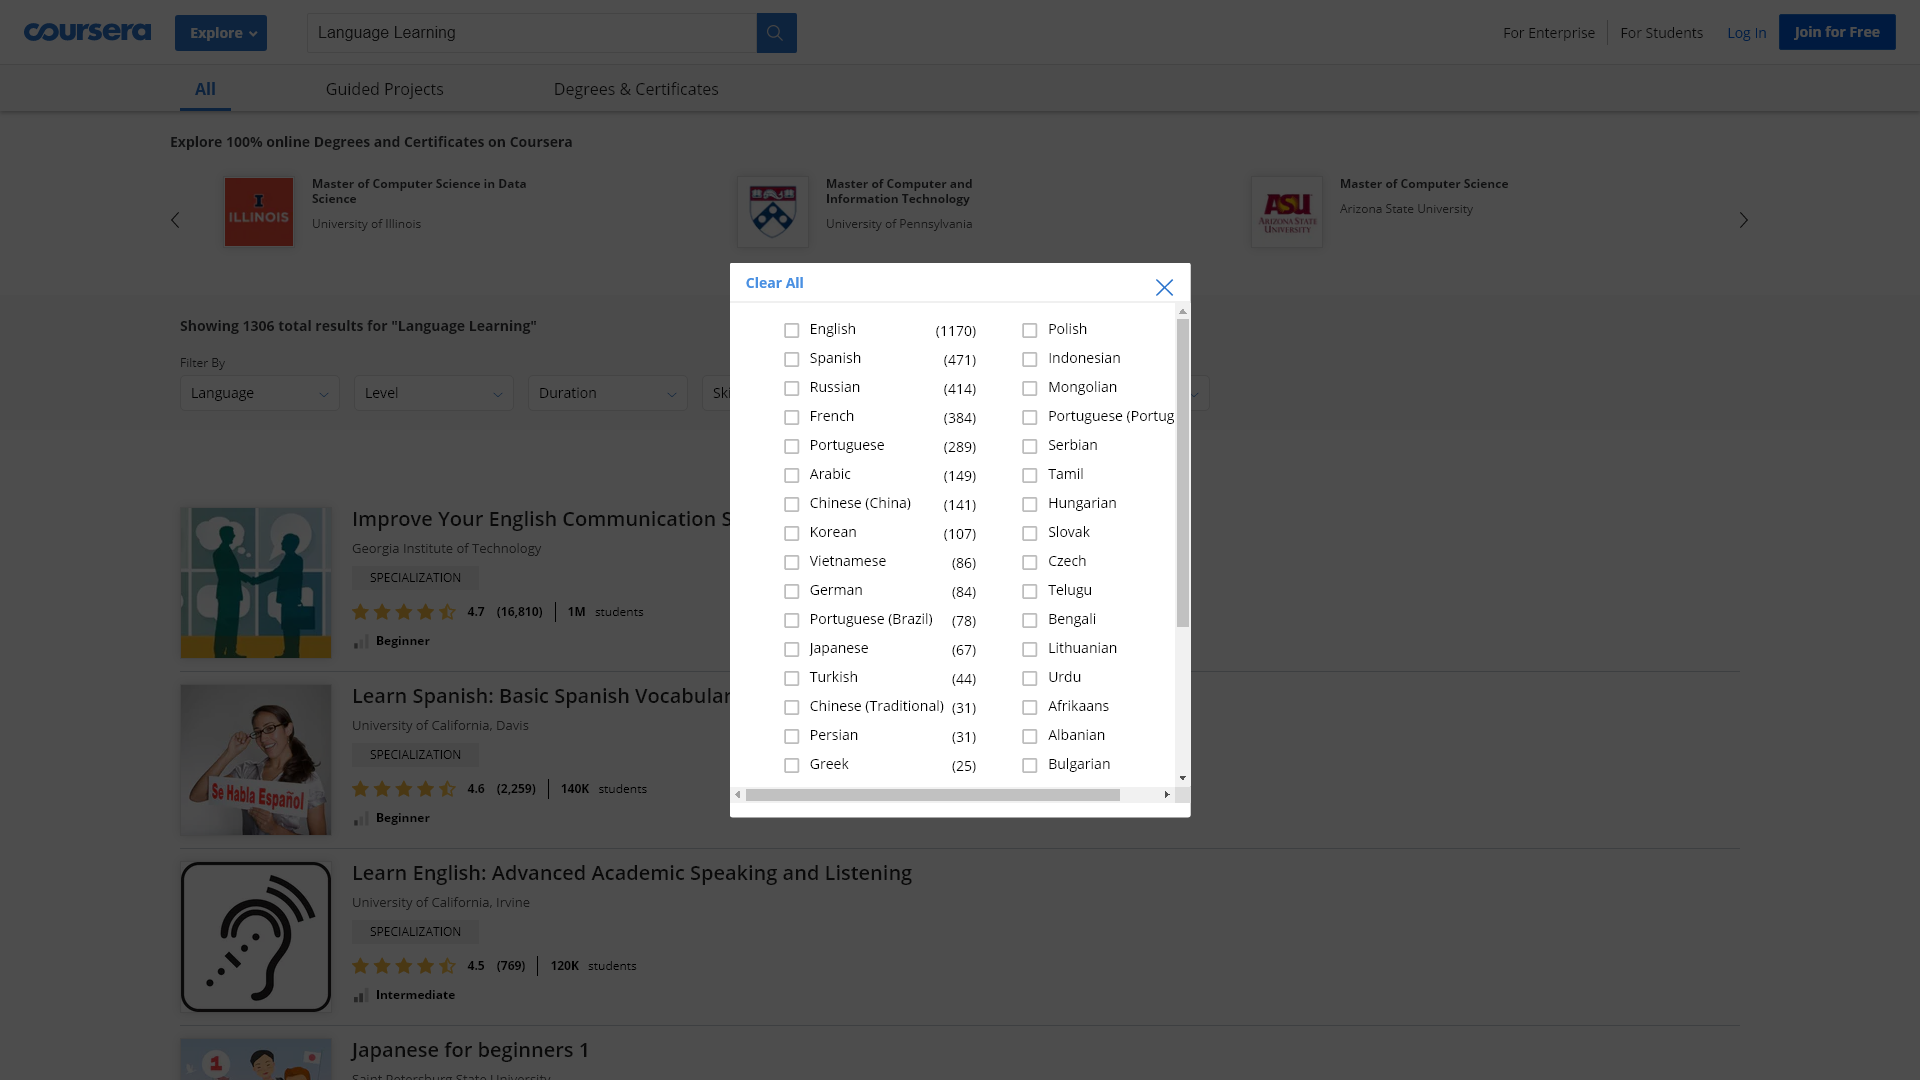 coursera
Explore
Language Learning
For Enterprise
For Students
Log In
Join for Free
All
Guided Projects
Degrees & Certificates
Explore 100% online Degrees and Certificates on Coursera
I
ILLINOIS
Master of Computer Science in Data
Science
University of Illinois
Master of Computer and
Information Technology
University of Pennsylvania
ASU
ARIZONA STATE
UNIVERSITY
Master of Computer Science
Arizona State University
Showing 1306 total results for "Language Learning"
Filter By
Language
Level
Duration
Ski
Clear All
English (1170)
Spanish (471)
Russian (414)
French (384)
Portuguese (289)
Arabic (149)
Chinese (China) (141)
Korean (107)
Vietnamese (86)
German (84)
Portuguese (Brazil) (78)
Japanese (67)
Turkish (44)
Chinese (Traditional) (31)
Persian (31)
Greek (25)
Polish
Indonesian
Mongolian
Portuguese (Portug
Serbian
Tamil
Hungarian
Slovak
Czech
Telugu
Bengali
Lithuanian
Urdu
Afrikaans
Albanian
Bulgarian
Improve Your English Communication S
Georgia Institute of Technology
SPECIALIZATION
4.7 (16,810) 1M students
Beginner
Se Habla Español
Learn Spanish: Basic Spanish Vocabular
University of California, Davis
SPECIALIZATION
4.6 (2,259) 140K students
Beginner
Learn English: Advanced Academic Speaking and Listening
University of California, Irvine
SPECIALIZATION
4.5 (769) 120K students
Intermediate
1
Japanese for beginners 1
Saint Petersburg State University